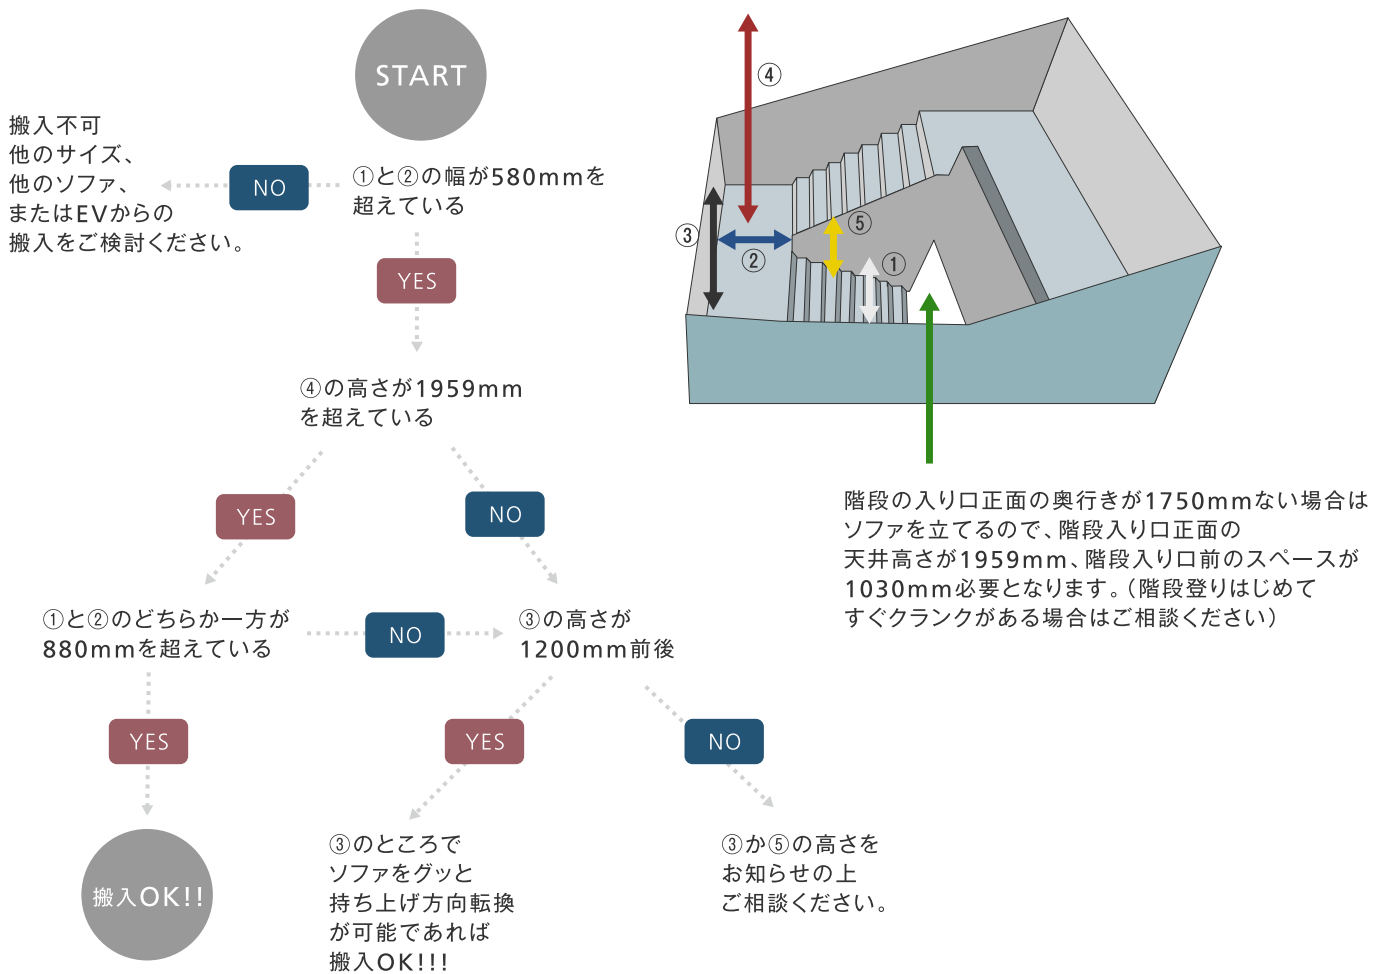 START
①と②の幅が580mmを
超えている
NO
搬入不可
他のサイズ、
他のソファ、
またはEVからの
搬入をご検討ください。
YES
④の高さが1959mm
を超えている
YES
NO
①と②のどちらか一方が
880mmを超えている
NO
③の高さが
1200mm前後
YES
YES
NO
搬入OK!!
③のところで
ソファをグッと
持ち上げ方向転換
が可能であれば
搬入OK!!!
③か⑤の高さを
お知らせの上
ご相談ください。
④
③
②
⑤
①
階段の入り口正面の奥行きが1750mmない場合は
ソファを立てるので、階段入り口正面の
天井高さが1959mm、階段入り口前のスペースが
1030mm必要となります。（階段登りはじめて
すぐクランクがある場合はご相談ください）